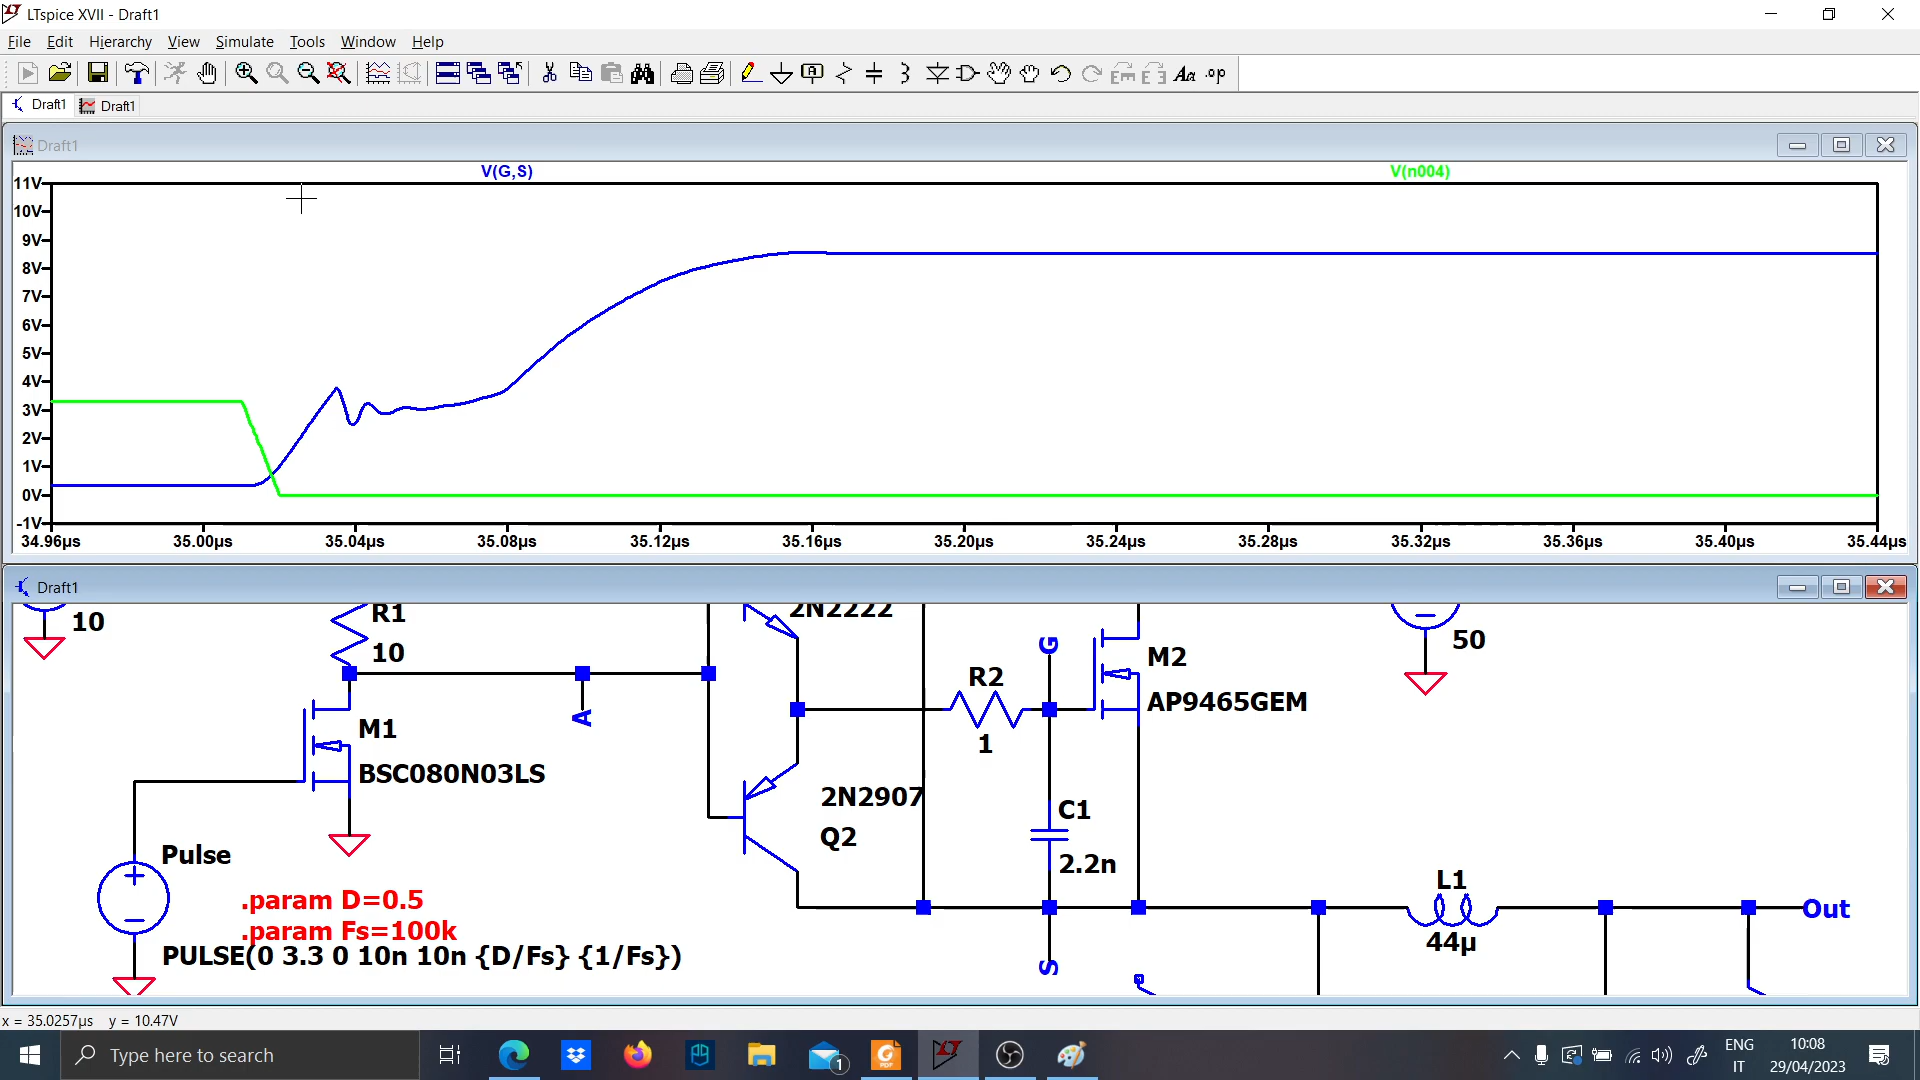 LTspice XVII - Draft1
File Edit Hierarchy View Simulate Tools Window Help
Draft1 Draft1
Draft1
V(G,S) V(n004)
11V
10V
9V
8V
7V
6V
5V
4V
3V
2V
1V
0V
-1V
34.96µs 35.00µs 35.04µs 35.08µs 35.12µs 35.16µs 35.20µs 35.24µs 35.28µs 35.32µs 35.36µs 35.40µs 35.44µs
Draft1
10
R1
10
2N2222
G
M2
AP9465GEM
50
R2
1
A
M1
BSC080N03LS
2N2907
Q2
C1
2.2n
Pulse
.param D=0.5
.param Fs=100k
PULSE(0 3.3 0 10n 10n {D/Fs} {1/Fs})
L1
44µ
Out
S
x = 35.0257µs y = 10.47V
Type here to search
1
ENG
IT
10:08
29/04/2023